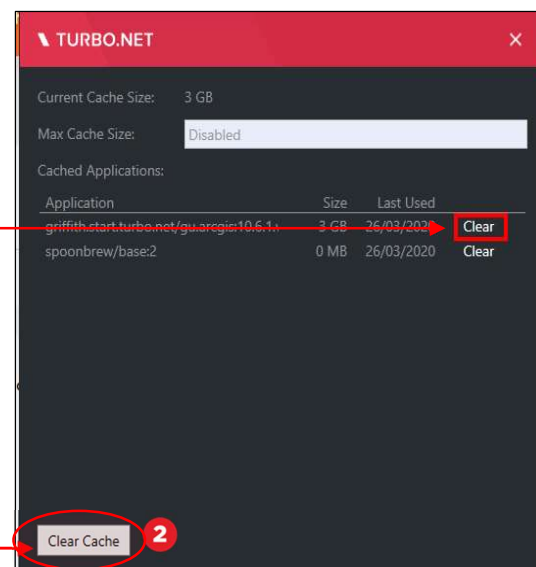 TURBO.NET
Current Cache Size: 3 GB
Max Cache Size: Disabled
Cached Applications:
Application Size Last Used
griffith.start.turbo.net/gu.arcgis:10.6.1. 3 GB 26/03/2020 Clear
spoonbrew/base:2 0 MB 26/03/2020 Clear
Clear Cache 2